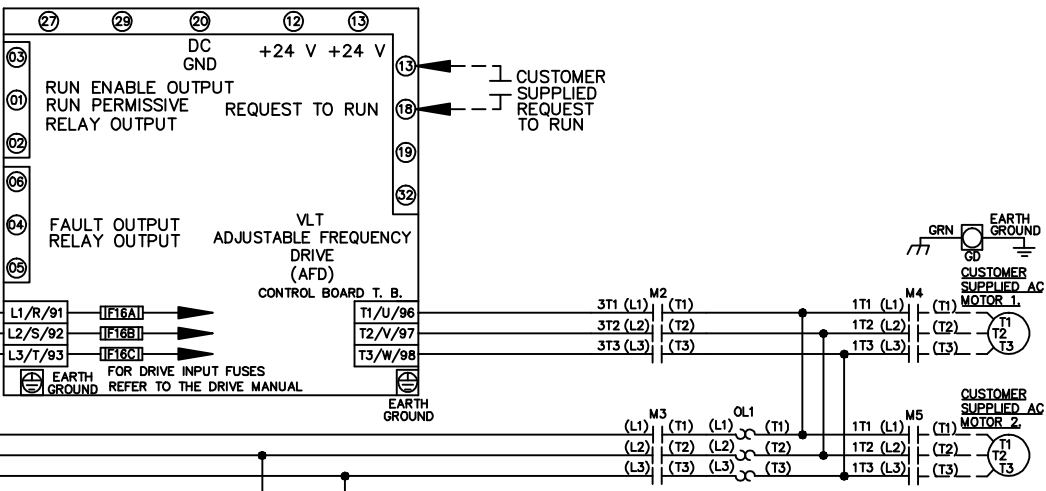 27 29 20 12 13
DC
GND
+24 V +24 V
03
13
CUSTOMER
SUPPLIED
REQUEST
TO RUN
01
RUN ENABLE OUTPUT
RUN PERMISSIVE
RELAY OUTPUT
REQUEST TO RUN
18
02
19
06
32
04
FAULT OUTPUT
RELAY OUTPUT
VLT
ADJUSTABLE FREQUENCY
DRIVE
(AFD)
05
CONTROL BOARD T. B.
GRN
GD
EARTH
GROUND
CUSTOMER
SUPPLIED AC
MOTOR 1.
M2
M4
L1/R/91 IF16A T1/U/96 3T1 (L1) (T1) 1T1 (L1) (T1) T1
L2/S/92 IF16B T2/V/97 3T2 (L2) (T2) 1T2 (L2) (T2) T2
L3/T/93 IF16C T3/W/98 3T3 (L3) (T3) 1T3 (L3) (T3) T3
EARTH
GROUND
FOR DRIVE INPUT FUSES
REFER TO THE DRIVE MANUAL
EARTH
GROUND
CUSTOMER
SUPPLIED AC
MOTOR 2.
M3 OL1 M5
(L1) (T1) (L1) (T1) 1T1 (L1) (T1) T1
(L2) (T2) (L2) (T2) 1T2 (L2) (T2) T2
(L3) (T3) (L3) (T3) 1T3 (L3) (T3) T3